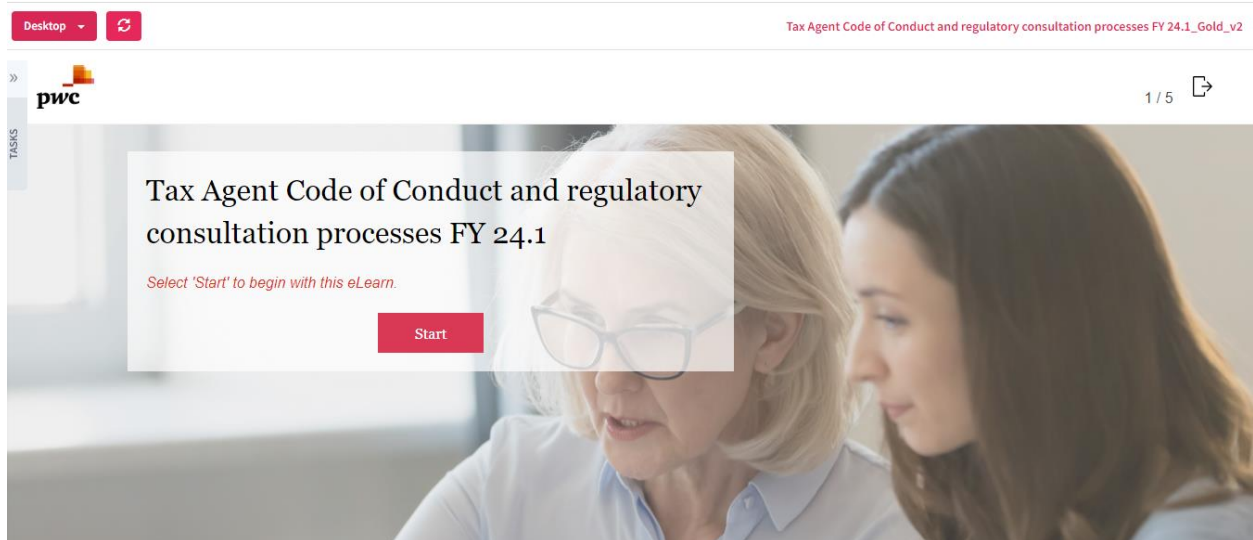 Desktop
Tax Agent Code of Conduct and regulatory consultation processes FY 24.1_Gold_v2
»
pwc
1 / 5
TASKS
Tax Agent Code of Conduct and regulatory
consultation processes FY 24.1
Select 'Start' to begin with this eLearn.
Start